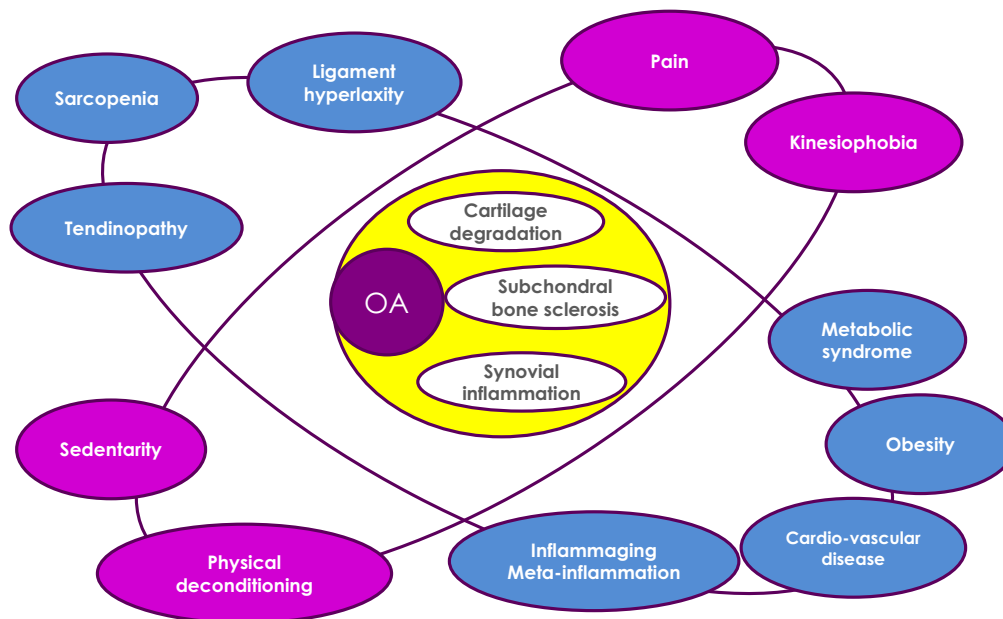 Ligament
hyperlaxity
Pain
Sarcopenia
Kinesiophobia
Tendinopathy
Cartilage
degradation
OA
Subchondral
bone sclerosis
Metabolic
syndrome
Synovial
inflammation
Sedentarity
Obesity
Physical
deconditioning
Inflammaging
Meta-inflammation
Cardio-vascular
disease